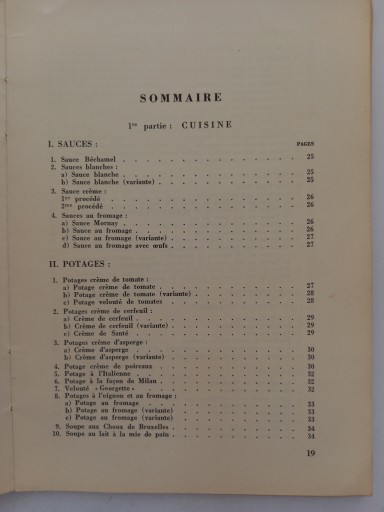 SOMMAIRE
1re partie : CUISINE
I. SAUCES : PAGES
1. Sauce Béchamel . . . . . . . . . . . . 25
2. Sauces blanches :
a) Sauce blanche . . . . . . . . . . . . 25
b) Sauce blanche (variante) . . . . . . . . . 25
3. Sauce crème :
1er procédé . . . . . . . . . . . . 26
2me procédé . . . . . . . . . . . . 26
4. Sauces au fromage :
a) Sauce Mornay . . . . . . . . . . . . 26
b) Sauce au fromage . . . . . . . . . . . 26
c) Sauce au fromage (variante) . . . . . . . . 27
d) Sauce au fromage avec œufs . . . . . . . . 27
II. POTAGES :
1. Potages crème de tomate :
a) Potage crème de tomate . . . . . . . . . 27
b) Potage crème de tomate (variante) . . . . . . 28
c) Potage velouté de tomates . . . . . . . . 28
2. Potages crème de cerfeuil :
a) Crème de cerfeuil . . . . . . . . . . . 29
b) Crème de cerfeuil (variante) . . . . . . . . 29
c) Crème de Santé . . . . . . . . . . . 29
3. Potages crème d'asperge :
a) Crème d'asperge . . . . . . . . . . . 30
b) Crème d'asperge (variante) . . . . . . . . 30
4. Potage crème de poireaux . . . . . . . . . 30
5. Potage à l'Italienne . . . . . . . . . . . 32
6. Potage à la façon de Milan . . . . . . . . . 32
7. Velouté « Georgette » . . . . . . . . . . 32
8. Potages à l'oignon et au fromage :
a) Potage au fromage . . . . . . . . . . 33
b) Potage au fromage (variante) . . . . . . . . 33
c) Potage au fromage (variante) . . . . . . . . 33
9. Soupe aux Choux de Bruxelles . . . . . . . . 34
10. Soupe au lait à la mie de pain . . . . . . . . 34
19